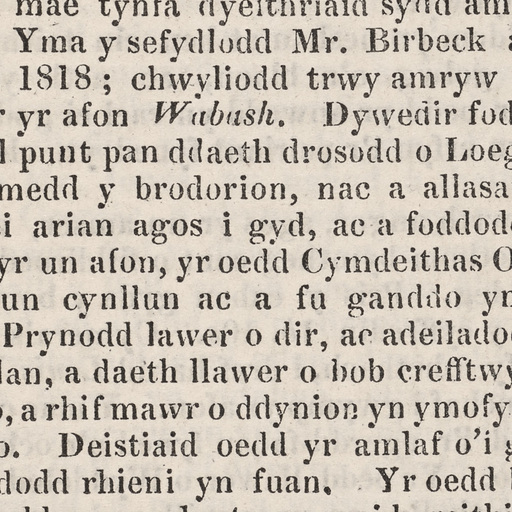 mae tynfa dyeithriaid sydd am
Yma y sefydlodd Mr. Birbeck a
1818 ; chwyliodd trwy amryw
yr afon Wabash. Dywedir fod
l punt pan ddaeth drosodd o Loeg
medd y brodorion, nac a allasa
i arian agos i gyd, ac a foddod
yr un afon, yr oedd Cymdeithas O
un cynllun ac a fu ganddo yn
Prynodd lawer o dir, ac adeilado
lan, a daeth llawer o bob crefftwy
, a rhif mawr o ddynion yn ymofy
o. Deistiaid oedd yr amlaf o'i g
dodd rhieni yn fuan. Yr oedd